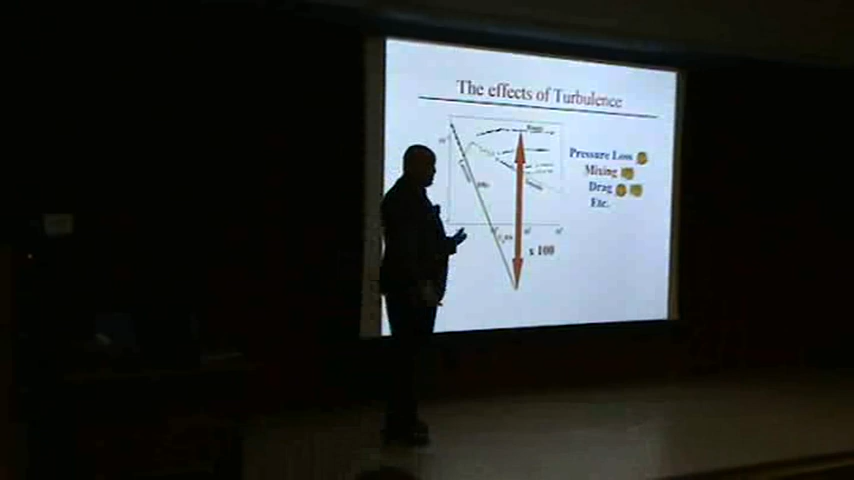 The effects of Turbulence
Pressure Loss
Mixing
Drag
Etc.
x 100